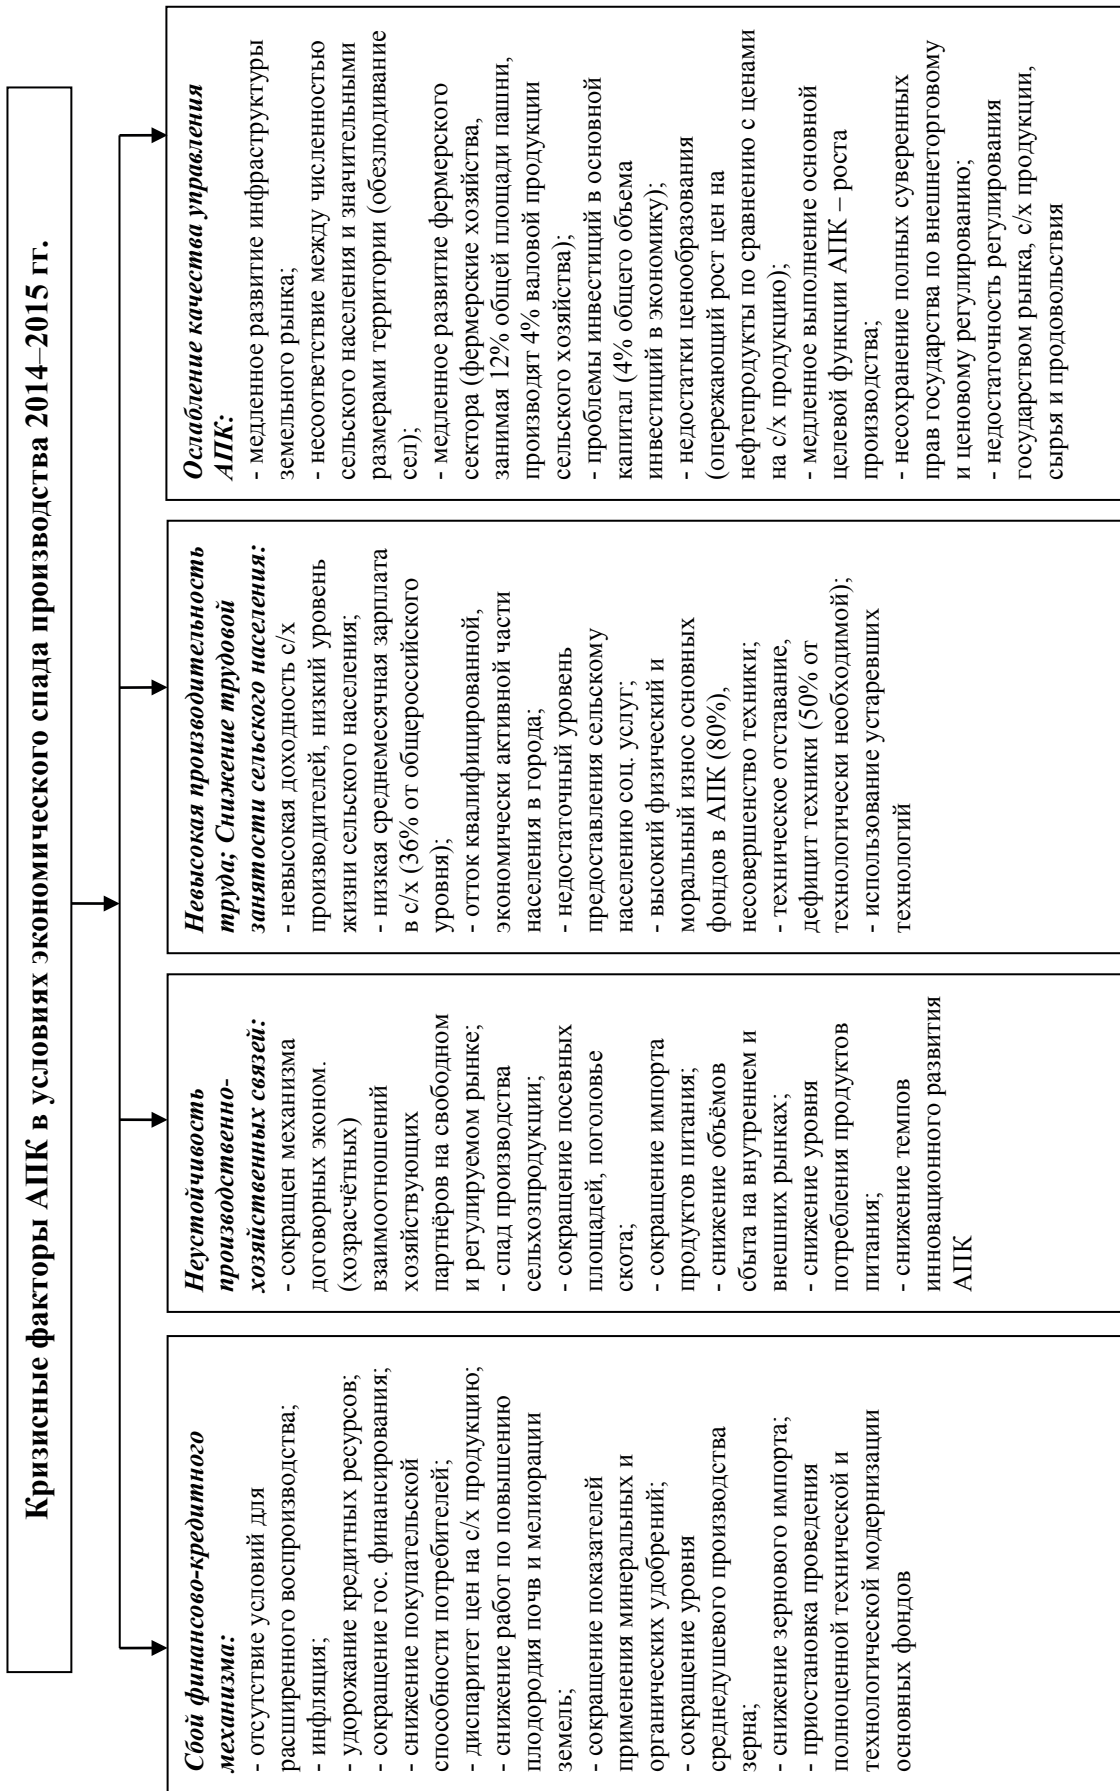 Кризисные факторы АПК в условиях экономического спада производства 2014–2015 гг.
Сбой финансово-кредитного
механизма:
- отсутствие условий для
расширенного воспроизводства;
- инфляция;
- удорожание кредитных ресурсов;
- сокращение гос. финансирования;
- снижение покупательской
способности потребителей;
- диспаритет цен на с/х продукцию;
- снижение работ по повышению
плодородия почв и мелиорации
земель;
- сокращение показателей
применения минеральных и
органических удобрений;
- сокращение уровня
среднедушевого производства
зерна;
- снижение зернового импорта;
- приостановка проведения
полноценной технической и
технологической модернизации
основных фондов
Неустойчивость
производственно-
хозяйственных связей:
- сокращен механизма
договорных эконом.
(хозрасчётных)
взаимоотношений
хозяйствующих
партнёров на свободном
и регулируемом рынке;
- спад производства
сельхозпродукции;
- сокращение посевных
площадей, поголовье
скота;
- сокращение импорта
продуктов питания;
- снижение объёмов
сбыта на внутреннем и
внешних рынках;
- снижение уровня
потребления продуктов
питания;
- снижение темпов
инновационного развития
АПК
Невысокая производительность
труда; Снижение трудовой
занятости сельского населения:
- невысокая доходность с/х
производителей, низкий уровень
жизни сельского населения;
- низкая среднемесячная зарплата
в с/х (36% от общероссийского
уровня);
- отток квалифицированной,
экономически активной части
населения в города;
- недостаточный уровень
предоставления сельскому
населению соц. услуг;
- высокий физический и
моральный износ основных
фондов в АПК (80%),
несовершенство техники;
- техническое отставание,
дефицит техники (50% от
технологически необходимой);
- использование устаревших
технологий
Ослабление качества управления
АПК:
- медленное развитие инфраструктуры
земельного рынка;
- несоответствие между численностью
сельского населения и значительными
размерами территории (обезлюдивание
сел);
- медленное развитие фермерского
сектора (фермерские хозяйства,
занимая 12% общей площади пашни,
производят 4% валовой продукции
сельского хозяйства);
- проблемы инвестиций в основной
капитал (4% общего объема
инвестиций в экономику);
- недостатки ценообразования
(опережающий рост цен на
нефтепродукты по сравнению с ценами
на с/х продукцию);
- медленное выполнение основной
целевой функции АПК – роста
производства;
- несохранение полных суверенных
прав государства по внешнеторговому
и ценовому регулированию;
- недостаточность регулирования
государством рынка, с/х продукции,
сырья и продовольствия